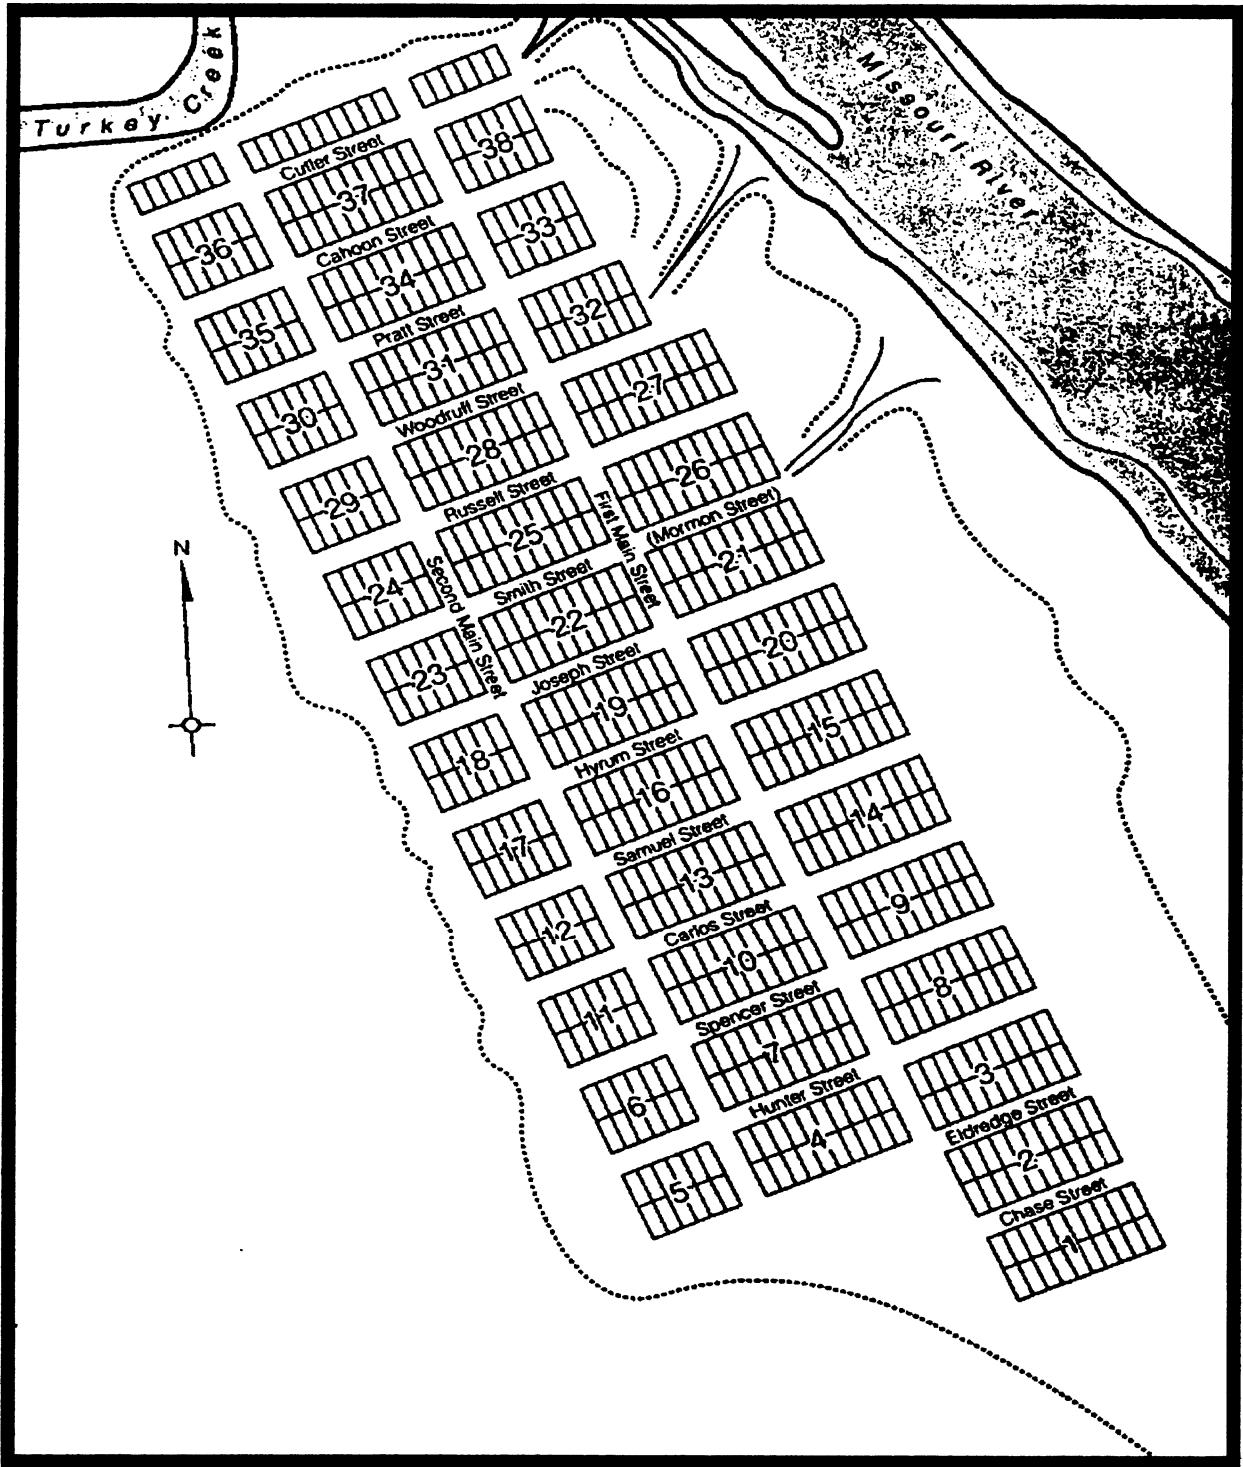 Turkey Creek
Missouri River
Cutler Street
38
37
36
Cahoon Street
33
34
35
Pratt Street
32
31
30
Woodruff Street
27
28
29
Russell Street
26
25
24
First Main Street
(Mormon Street)
Second Main Street
Smith Street
21
22
23
N
Joseph Street
20
19
18
Hyrum Street
15
16
17
Samuel Street
14
13
12
Carlos Street
9
10
11
Spencer Street
8
7
6
Hunter Street
3
4
5
Eldredge Street
2
Chase Street
1